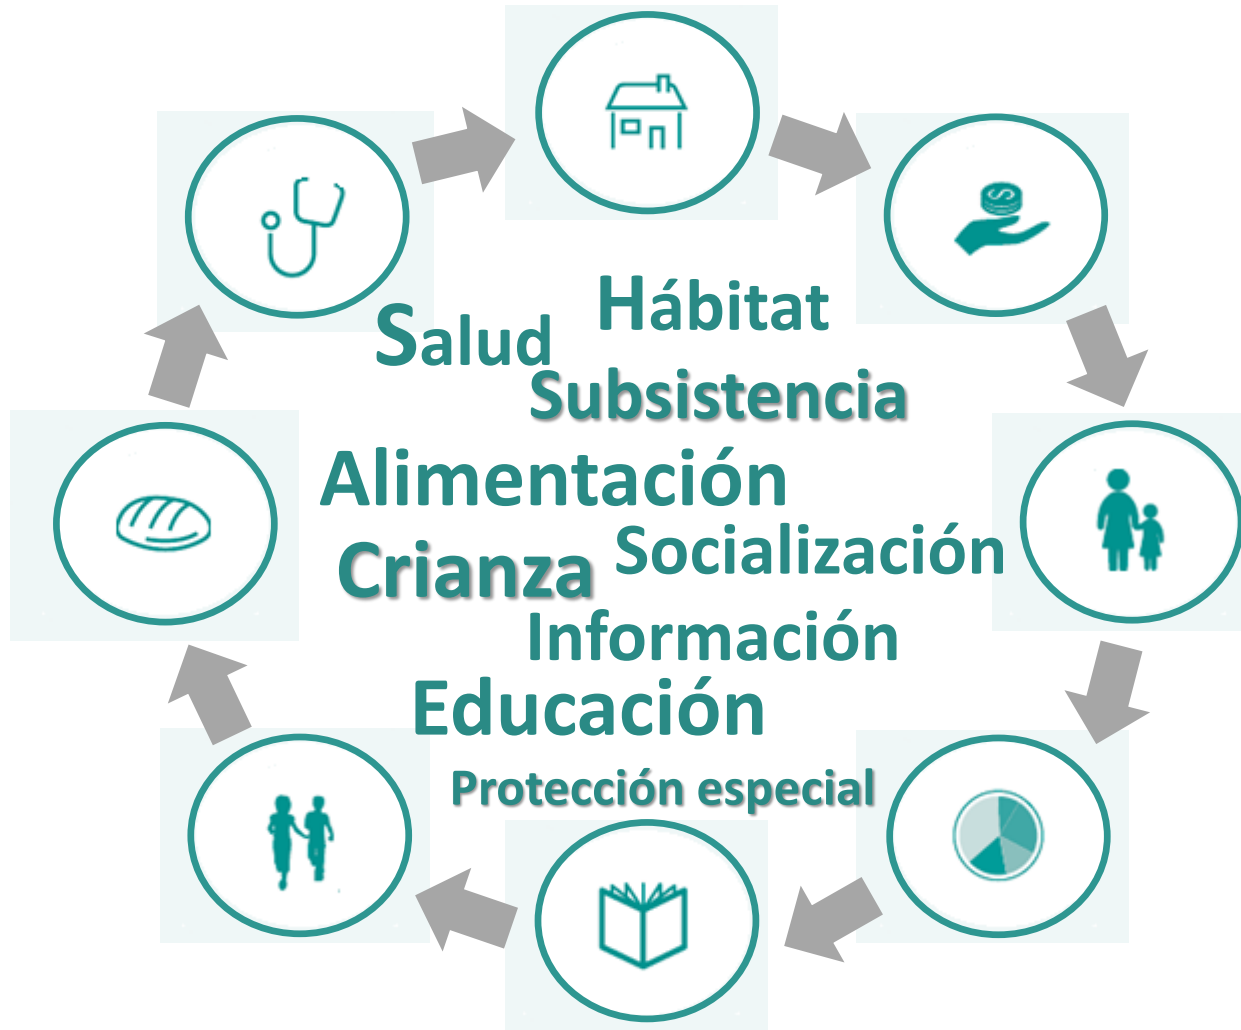 Hábitat
Salud
Subsistencia
Alimentación
Socialización
Crianza
Información
Educación
Protección especial